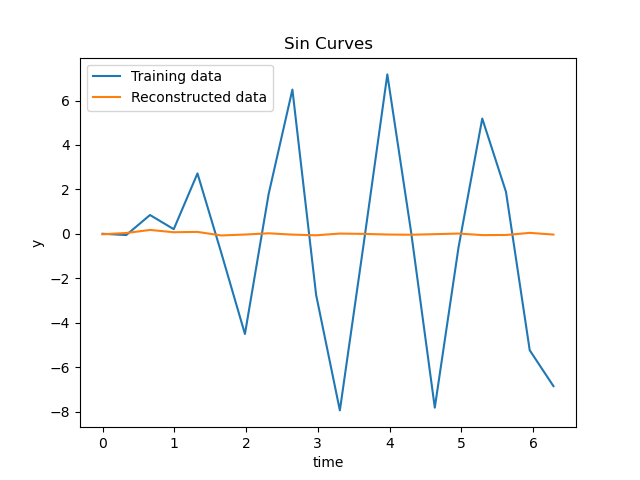 Sin Curves
Training data
Reconstructed data
6
4
2
0
−2
−4
−6
−8
y
0 1 2 3 4 5 6
time